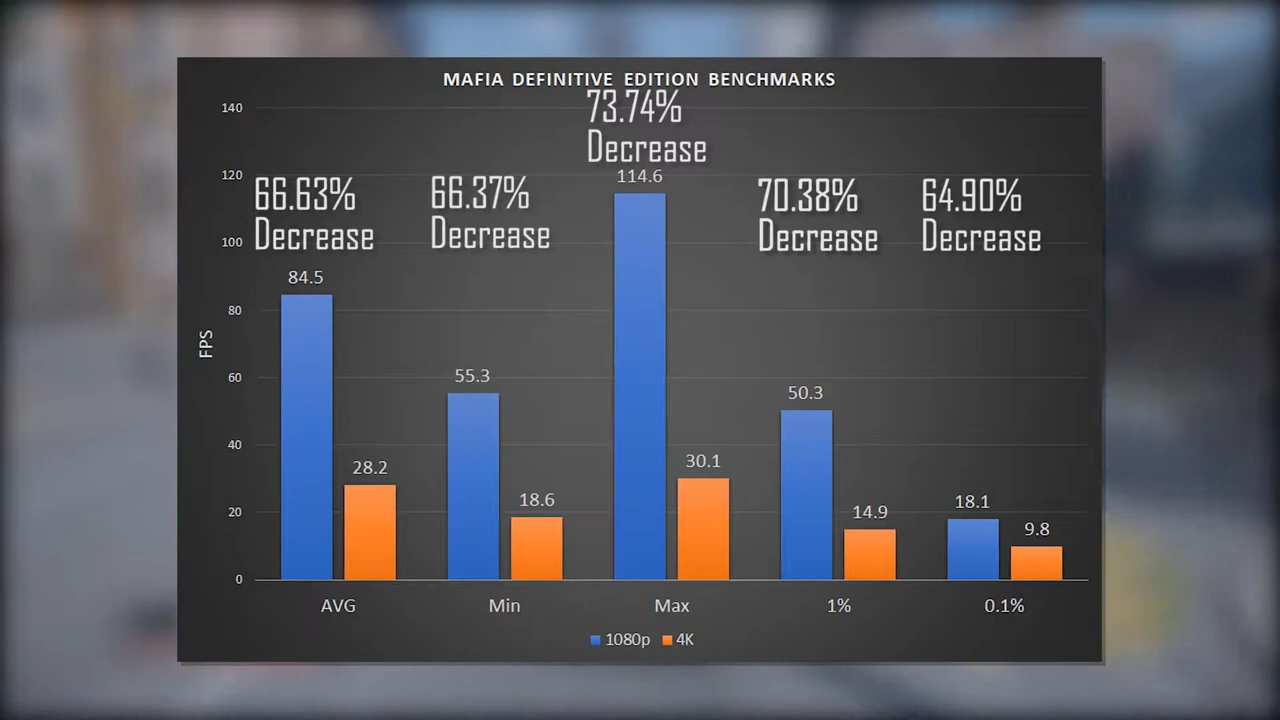 MAFIA DEFINITIVE EDITION BENCHMARKS
73.74%
Decrease
66.63%
Decrease
66.37%
Decrease
70.38%
Decrease
64.90%
Decrease
140
120
100
80
60
40
20
0
FPS
84.5
28.2
55.3
18.6
114.6
30.1
50.3
14.9
18.1
9.8
AVG
Min
Max
1%
0.1%
1080p
4K